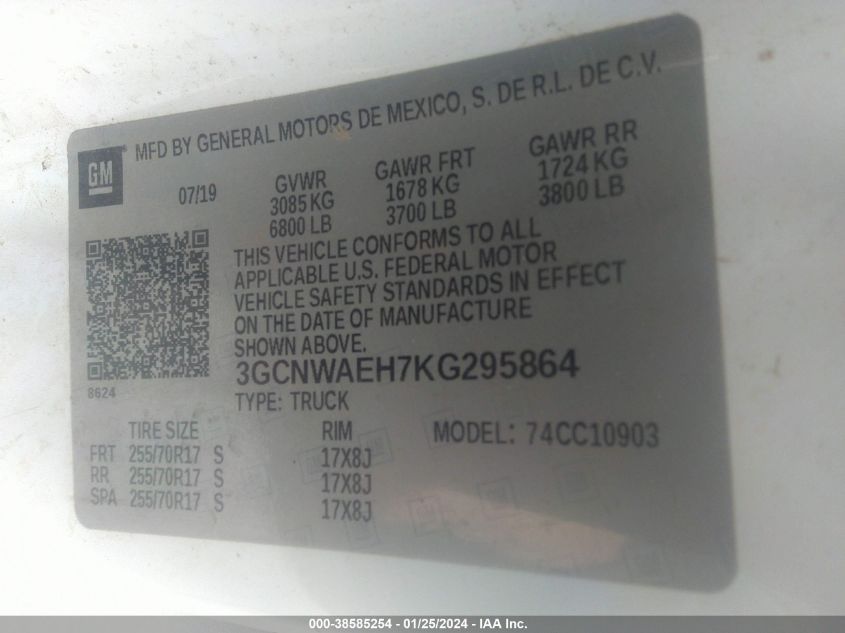 MFD BY GENERAL MOTORS DE MEXICO, S. DE R.L. DE C.V.
GM®
07/19
GVWR GAWR FRT GAWR RR
3085 KG 1678 KG 1724 KG
6800 LB 3700 LB 3800 LB
THIS VEHICLE CONFORMS TO ALL
APPLICABLE U.S. FEDERAL MOTOR
VEHICLE SAFETY STANDARDS IN EFFECT
ON THE DATE OF MANUFACTURE
SHOWN ABOVE.
3GCNWAEH7KG295864
8624
TYPE: TRUCK
TIRE SIZE RIM MODEL: 74CC10903
FRT 255/70R17 S 17X8J
RR 255/70R17 S 17X8J
SPA 255/70R17 S 17X8J
000-38585254 - 01/25/2024 - IAA Inc.